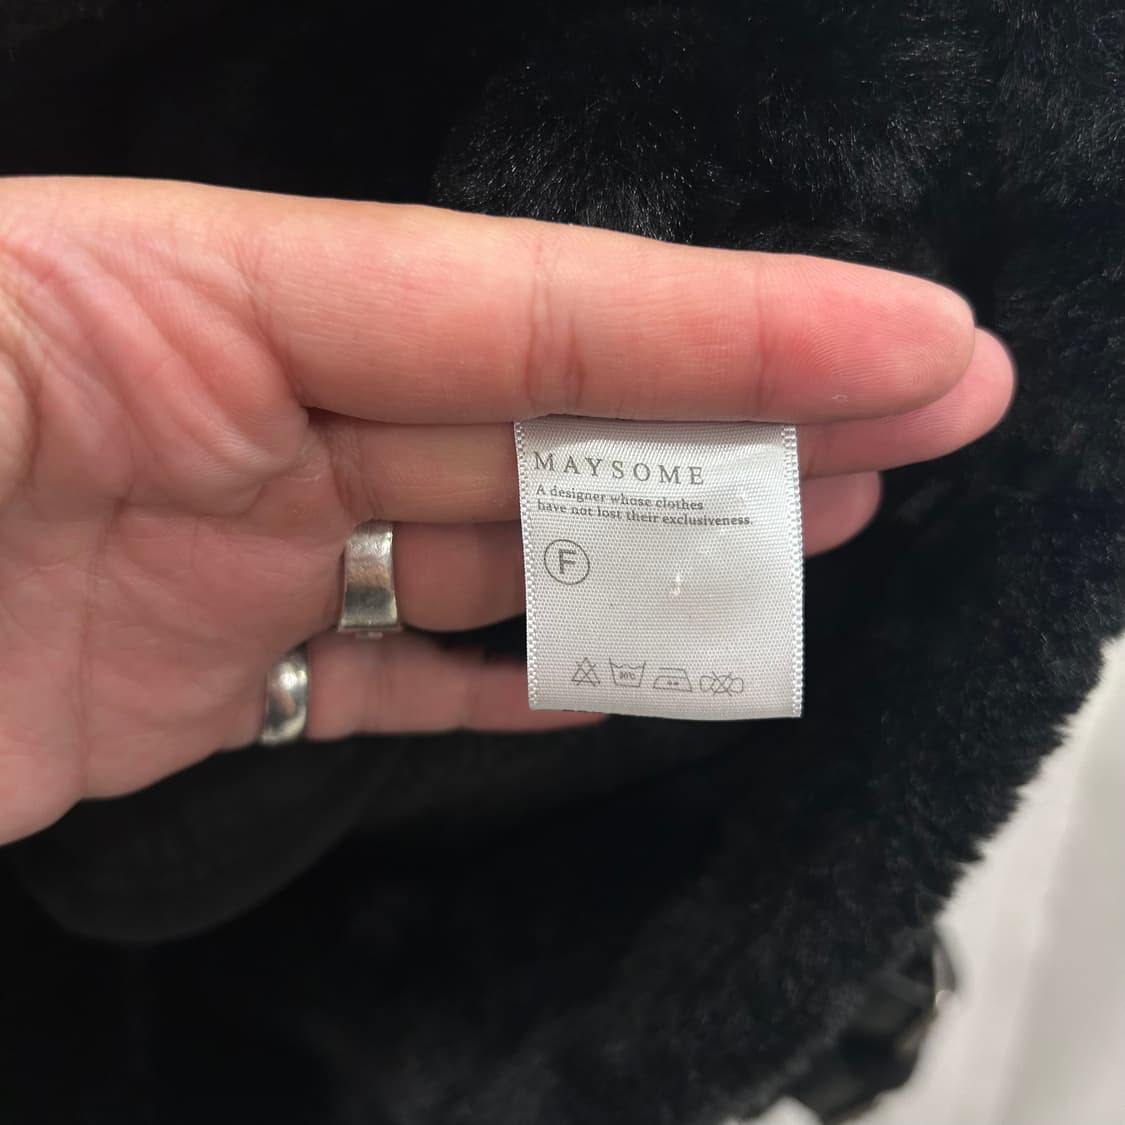 MAYSOME
A designer whose clothes
have not lost their exclusiveness.
F
30°C